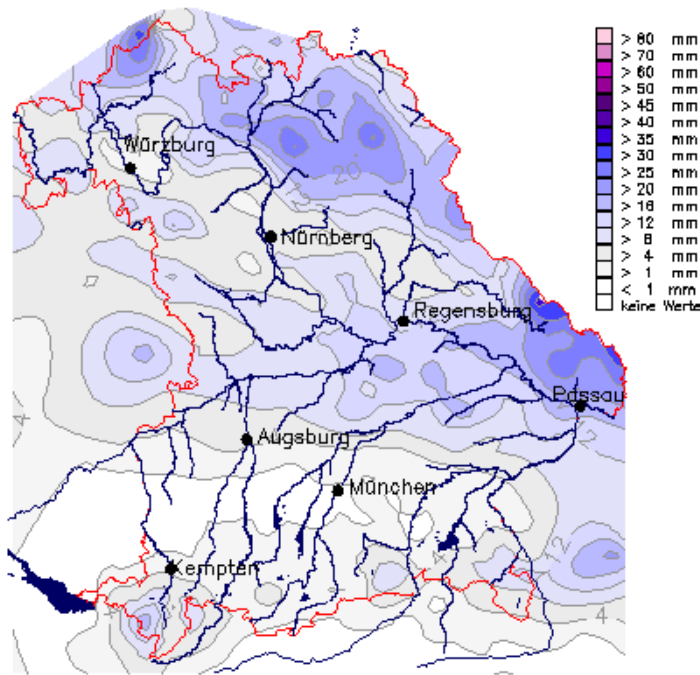 > 80 mm
> 70 mm
> 60 mm
> 50 mm
> 45 mm
> 40 mm
> 35 mm
> 30 mm
> 25 mm
> 20 mm
> 16 mm
> 12 mm
> 8 mm
> 4 mm
> 1 mm
< 1 mm
keine Werte
Würzburg
20
Nürnberg
Regensburg
Passau
4
12
Augsburg
München
12
Kempten
4